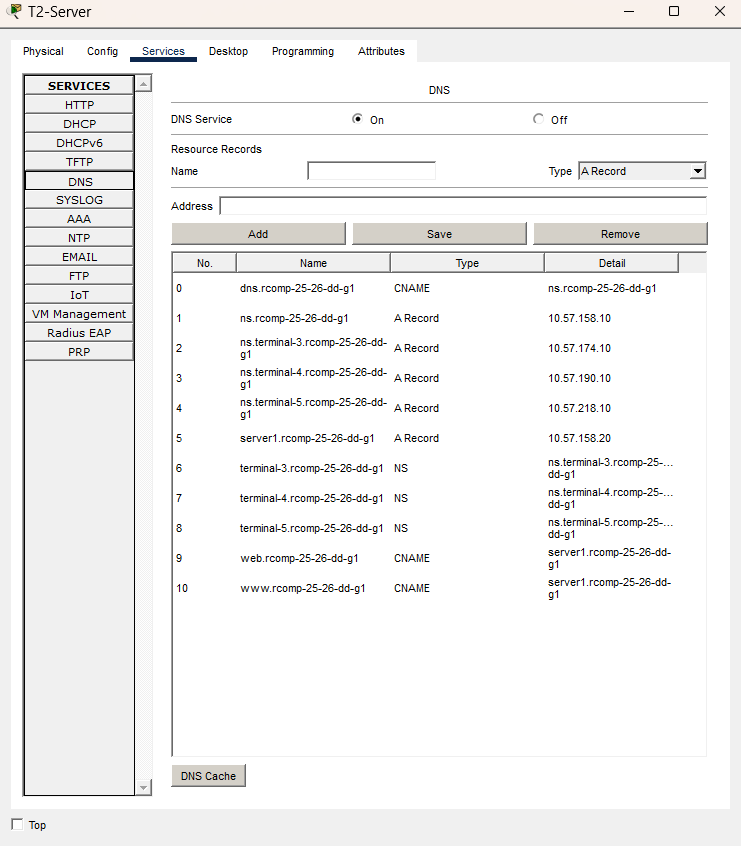 T2-Server
Physical Config Services Desktop Programming Attributes
SERVICES
HTTP
DHCP
DHCPv6
TFTP
DNS
SYSLOG
AAA
NTP
EMAIL
FTP
IoT
VM Management
Radius EAP
PRP
DNS
DNS Service On Off
Resource Records
Name Type A Record
Address
Add Save Remove
No. Name Type Detail
0 dns.rcomp-25-26-dd-g1 CNAME ns.rcomp-25-26-dd-g1
1 ns.rcomp-25-26-dd-g1 A Record 10.57.158.10
2 ns.terminal-3.rcomp-25-26-dd-
g1 A Record 10.57.174.10
3 ns.terminal-4.rcomp-25-26-dd-
g1 A Record 10.57.190.10
4 ns.terminal-5.rcomp-25-26-dd-
g1 A Record 10.57.218.10
5 server1.rcomp-25-26-dd-g1 A Record 10.57.158.20
6 terminal-3.rcomp-25-26-dd-g1 NS ns.terminal-3.rcomp-25-...
dd-g1
7 terminal-4.rcomp-25-26-dd-g1 NS ns.terminal-4.rcomp-25-...
dd-g1
8 terminal-5.rcomp-25-26-dd-g1 NS ns.terminal-5.rcomp-25-...
dd-g1
9 web.rcomp-25-26-dd-g1 CNAME server1.rcomp-25-26-dd-
g1
10 www.rcomp-25-26-dd-g1 CNAME server1.rcomp-25-26-dd-
g1
DNS Cache
Top